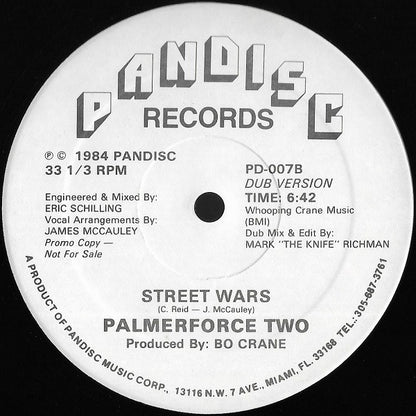 PANDISC
RECORDS
℗ © 1984 PANDISC
33 1/3 RPM
Engineered & Mixed By:
ERIC SCHILLING
Vocal Arrangements By:
JAMES MCCAULEY
Promo Copy —
Not For Sale
PD-007B
DUB VERSION
TIME: 6:42
Whooping Crane Music
(BMI)
Dub Mix & Edit By:
MARK "THE KNIFE" RICHMAN
STREET WARS
(C. Reid — J. McCauley)
PALMERFORCE TWO
Produced By: BO CRANE
A PRODUCT OF PANDISC MUSIC CORP., 13116 N.W. 7 AVE., MIAMI, FL. 33168 TEL.: 305-687-3761